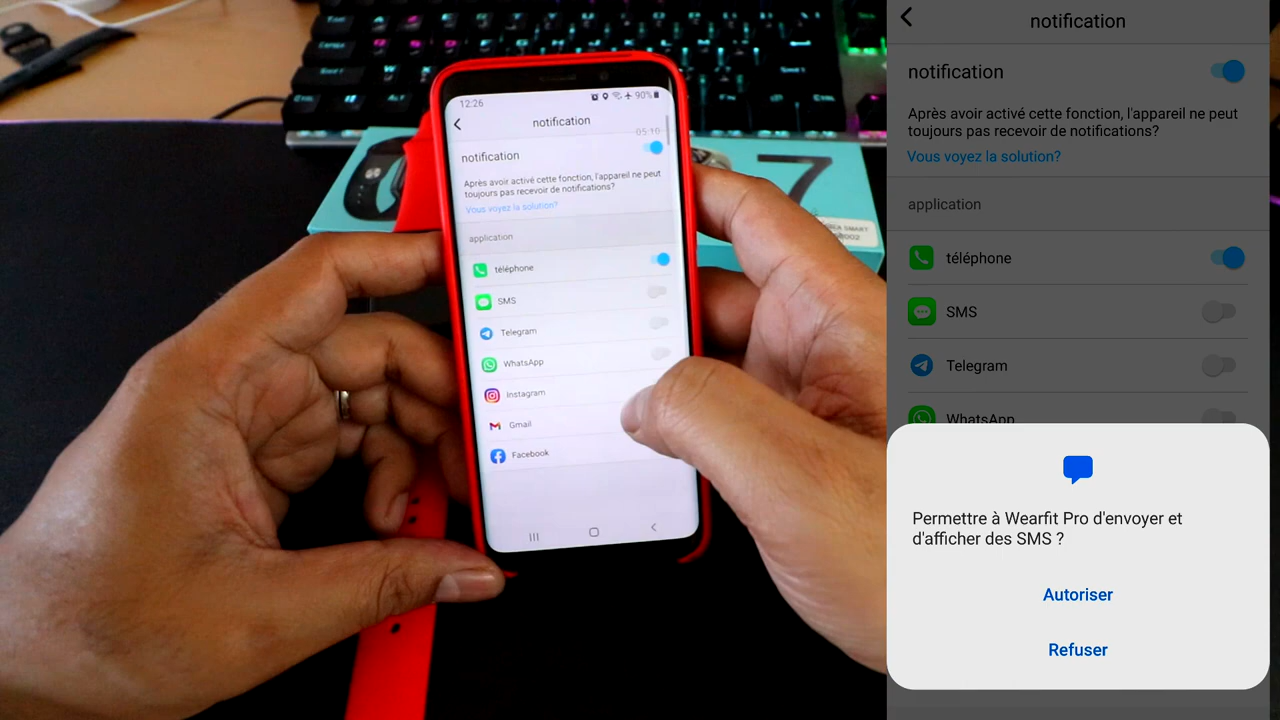 12:26
90%
notification
05:10
notification
Après avoir activé cette fonction, l'appareil ne peut
toujours pas recevoir de notifications?
Vous voyez la solution?
application
téléphone
SMS
Telegram
WhatsApp
Instagram
Gmail
Facebook
7
notification
notification
Après avoir activé cette fonction, l'appareil ne peut
toujours pas recevoir de notifications?
Vous voyez la solution?
application
téléphone
SMS
Telegram
WhatsApp
Permettre à Wearfit Pro d'envoyer et
d'afficher des SMS ?
Autoriser
Refuser